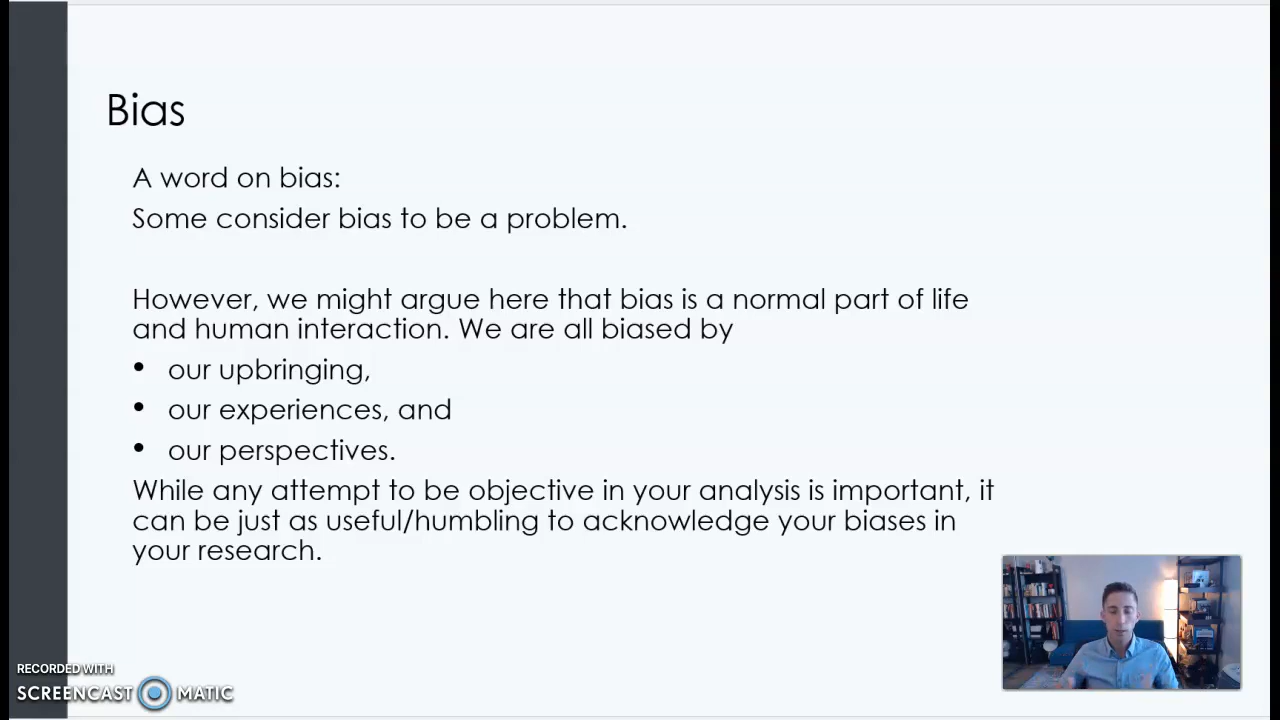 Bias
A word on bias:
Some consider bias to be a problem.
However, we might argue here that bias is a normal part of life
and human interaction. We are all biased by
• our upbringing,
• our experiences, and
• our perspectives.
While any attempt to be objective in your analysis is important, it
can be just as useful/humbling to acknowledge your biases in
your research.
RECORDED WITH
SCREENCAST MATIC